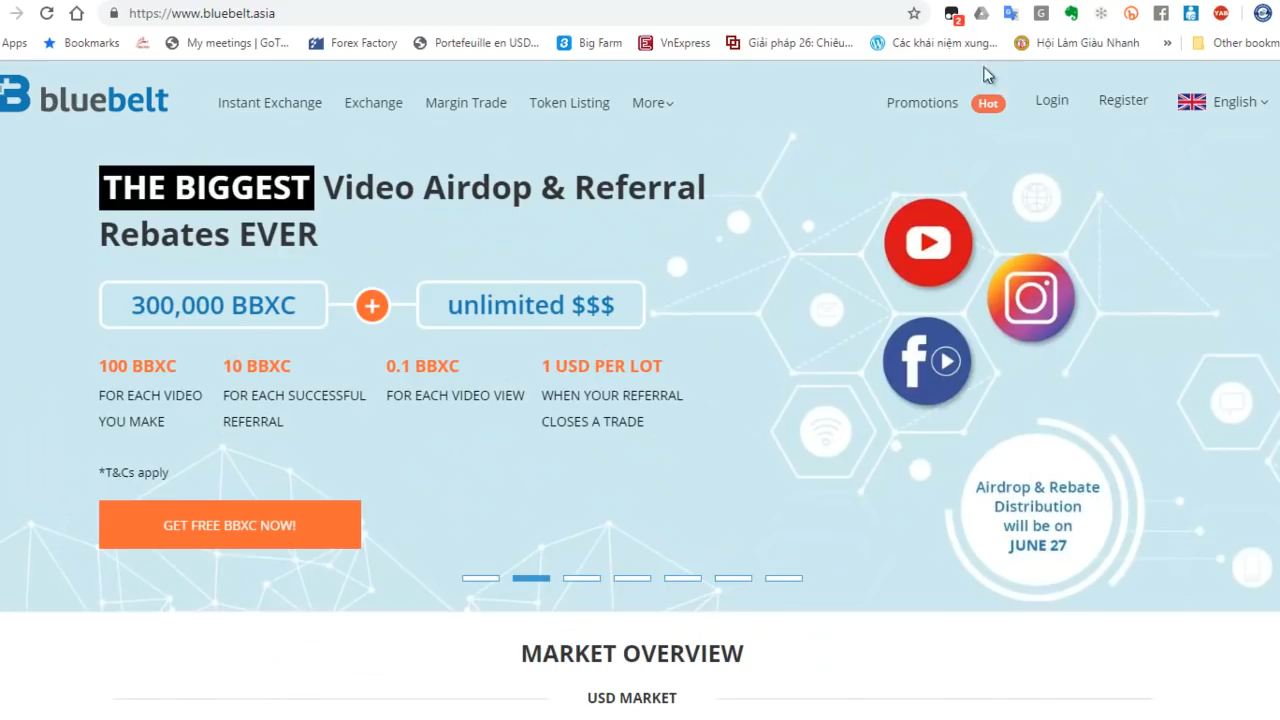 https://www.bluebelt.asia
2
Apps Bookmarks My meetings | GoT... Forex Factory Portefeuille en USD... Big Farm VnExpress Giải pháp 26: Chiêu... Các khái niệm xung... Hội Làm Giàu Nhanh » Other bookm
bluebelt Instant Exchange Exchange Margin Trade Token Listing More Promotions Hot Login Register English
THE BIGGEST Video Airdop & Referral
Rebates EVER
300,000 BBXC + unlimited $$$
100 BBXC 10 BBXC 0.1 BBXC 1 USD PER LOT
FOR EACH VIDEO FOR EACH SUCCESSFUL FOR EACH VIDEO VIEW WHEN YOUR REFERRAL
YOU MAKE REFERRAL CLOSES A TRADE
*T&Cs apply
GET FREE BBXC NOW!
Airdrop & Rebate
Distribution
will be on
JUNE 27
MARKET OVERVIEW
USD MARKET